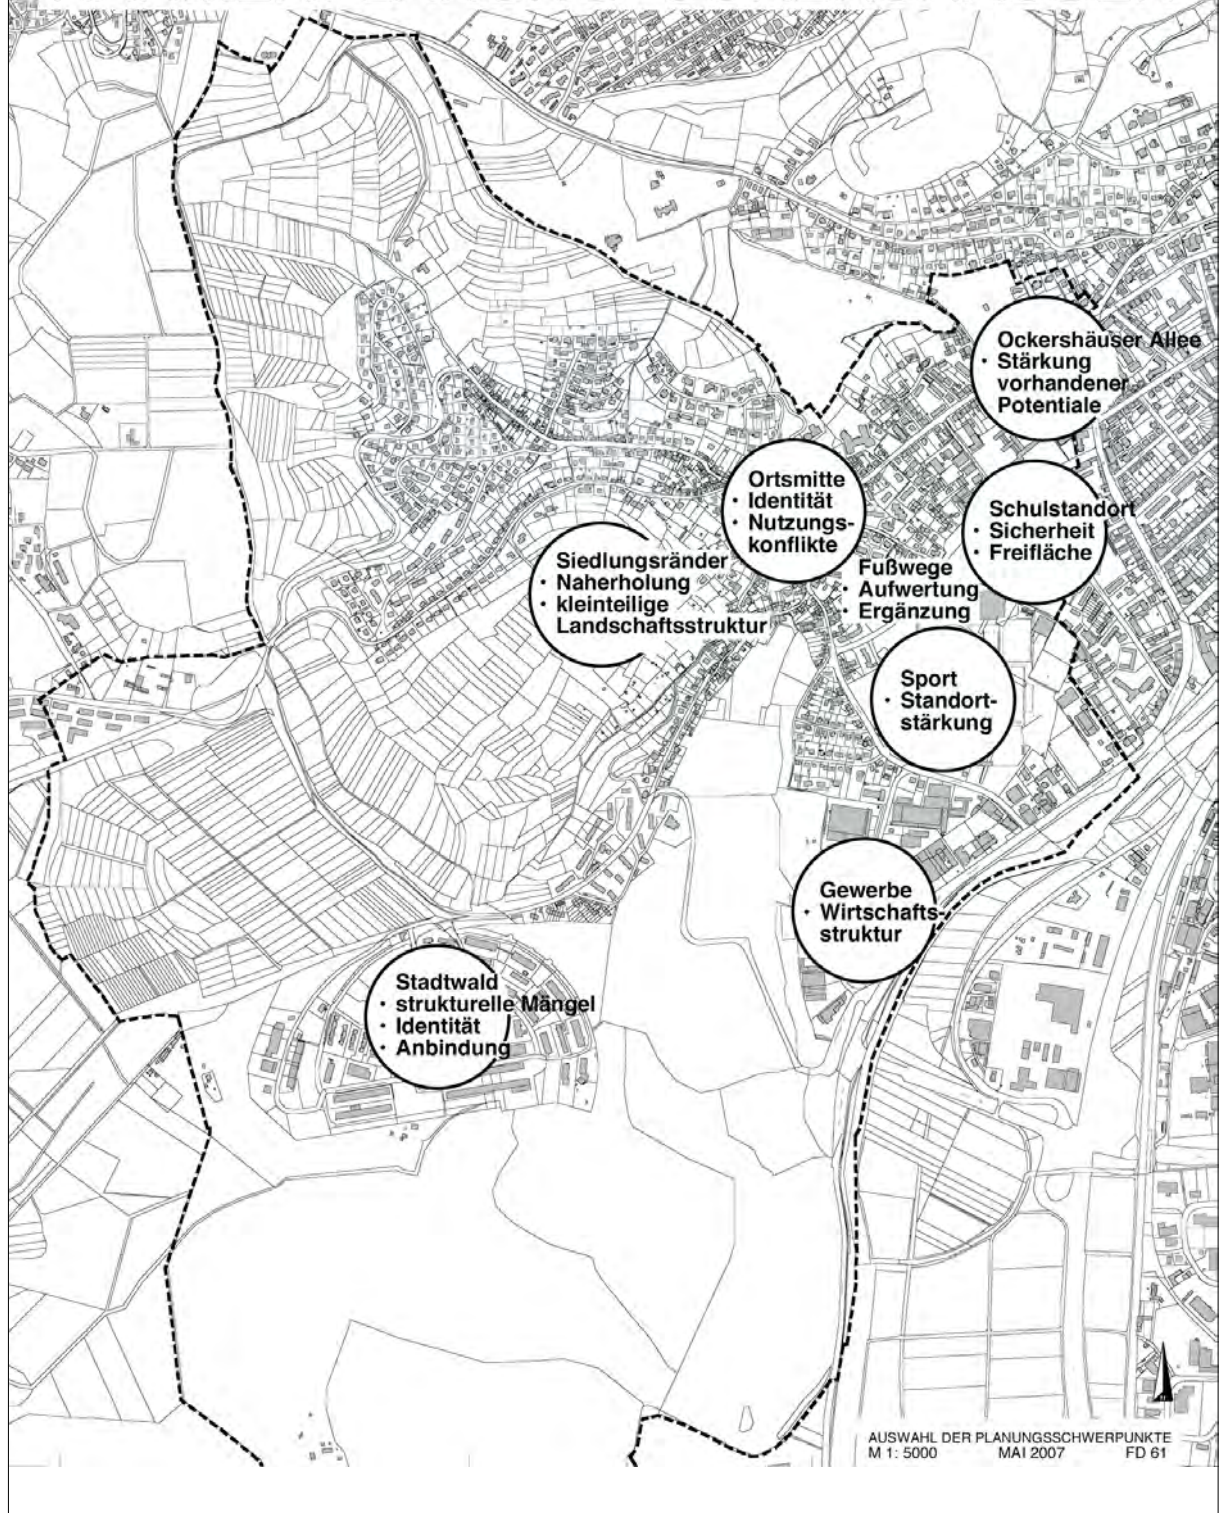 Ockershäuser Allee
· Stärkung
vorhandener
Potentiale
Ortsmitte
· Identität
· Nutzungs-
konflikte
Schulstandort
· Sicherheit
· Freifläche
Siedlungsränder
· Naherholung
· kleinteilige
Landschaftsstruktur
Fußwege
· Aufwertung
· Ergänzung
Sport
· Standort-
stärkung
Gewerbe
· Wirtschafts-
struktur
Stadtwald
· strukturelle Mängel
· Identität
· Anbindung
AUSWAHL DER PLANUNGSSCHWERPUNKTE
M 1: 5000 MAI 2007 FD 61